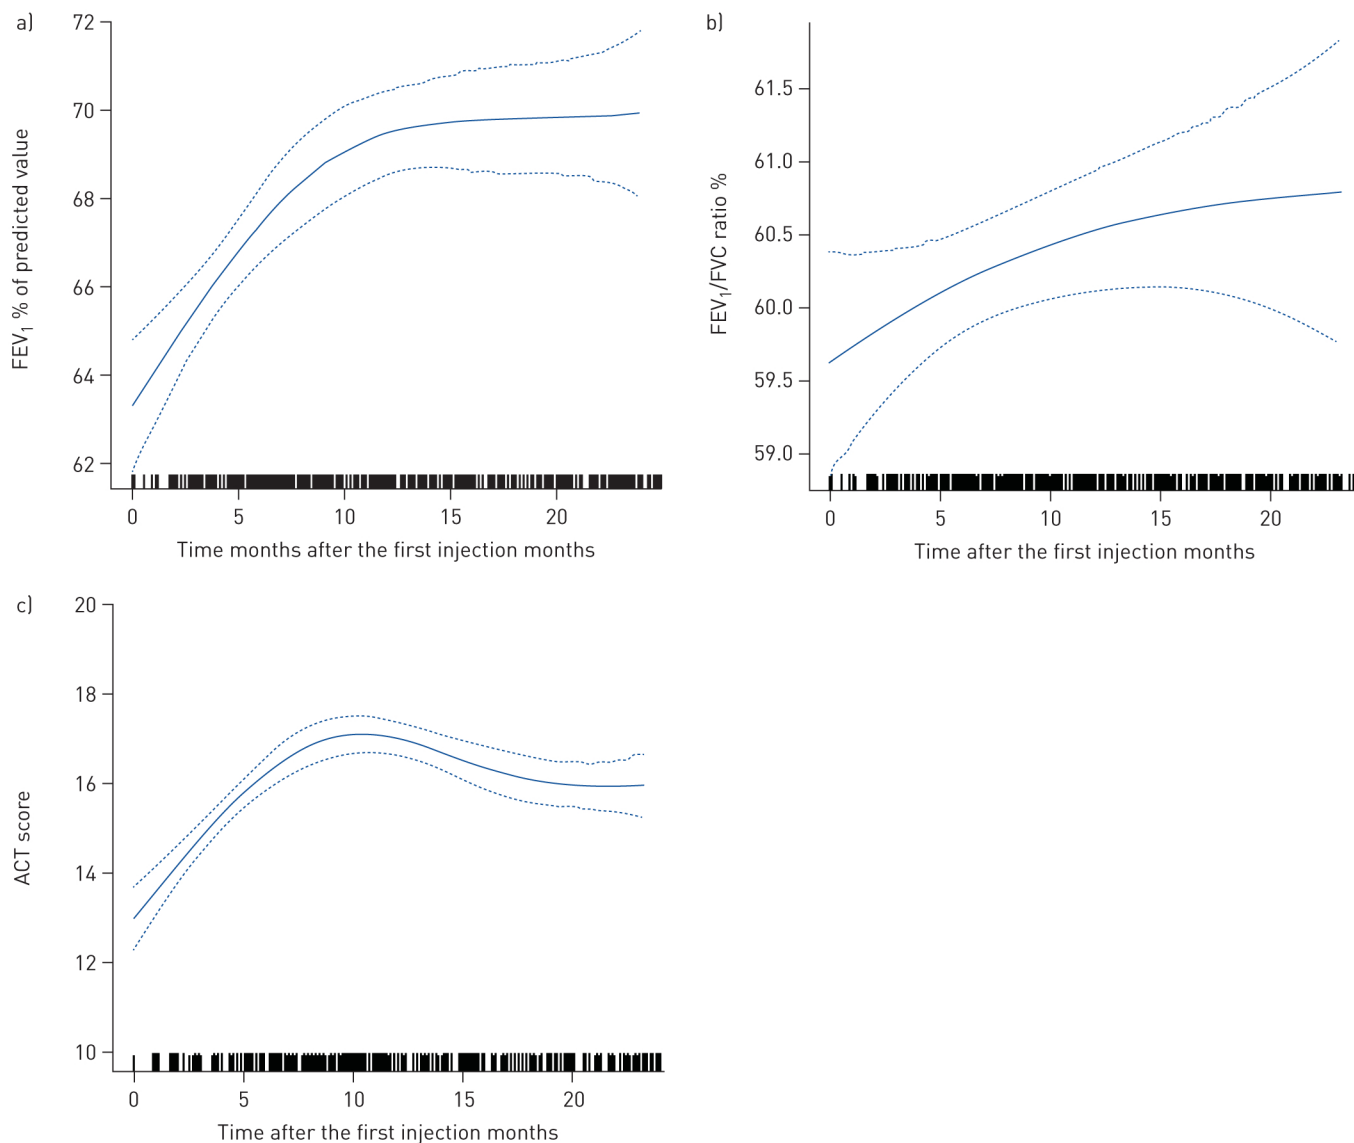 a)
72
70
68
66
64
62
FEV1 % of predicted value
0 5 10 15 20
Time months after the first injection months
b)
61.5
61.0
60.5
60.0
59.5
59.0
FEV1/FVC ratio %
0 5 10 15 20
Time after the first injection months
c)
20
18
16
14
12
10
ACT score
0 5 10 15 20
Time after the first injection months